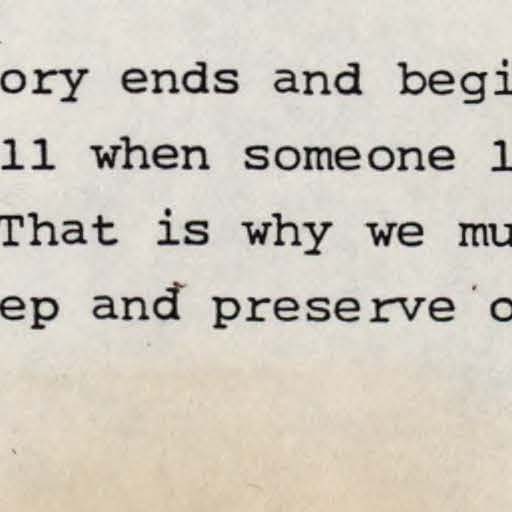 ory ends and begi
ll when someone l
That is why we mu
ep and preserve o